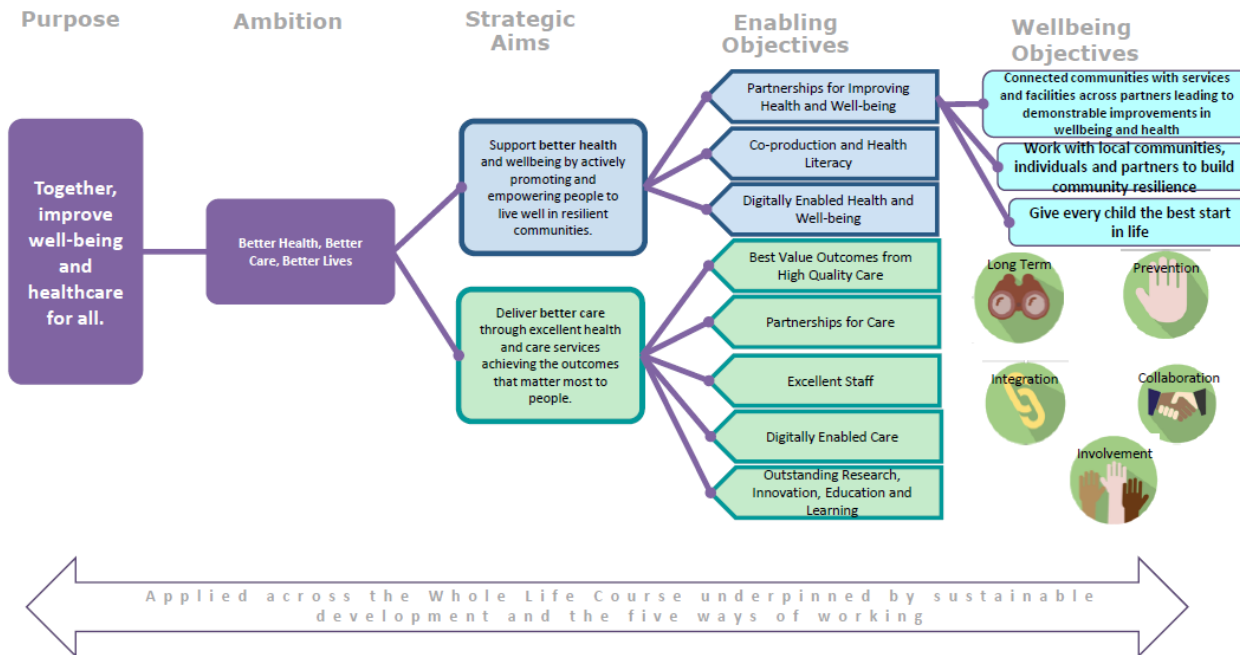 Purpose
Ambition
Strategic
Aims
Enabling
Objectives
Wellbeing
Objectives
Together,
improve
well-being
and
healthcare
for all.
Better Health, Better
Care, Better Lives
Support better health
and wellbeing by actively
promoting and
empowering people to
live well in resilient
communities.
Deliver better care
through excellent health
and care services
achieving the outcomes
that matter most to
people.
Partnerships for Improving
Health and Well-being
Co-production and Health
Literacy
Digitally Enabled Health and
Well-being
Best Value Outcomes from
High Quality Care
Partnerships for Care
Excellent Staff
Digitally Enabled Care
Outstanding Research,
Innovation, Education and
Learning
Connected communities with services
and facilities across partners leading to
demonstrable improvements in
wellbeing and health
Work with local communities,
individuals and partners to build
community resilience
Give every child the best start
in life
Long Term
Prevention
Integration
Collaboration
Involvement
Applied across the Whole Life Course underpinned by sustainable
development and the five ways of working